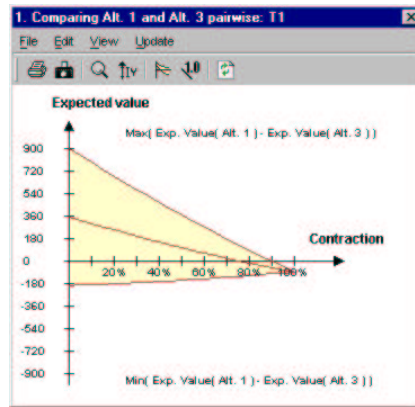 1. Comparing Alt. 1 and Alt. 3 pairwise: T1
File Edit View Update
1.0
Expected value
Max( Exp. Value( Alt. 1 ) - Exp. Value( Alt. 3 ) )
900
720
540
360
180
Contraction
0
20% 40% 60% 80% 100%
-180
-360
-540
-720
-900
Min( Exp. Value( Alt. 1 ) - Exp. Value( Alt. 3 ) )